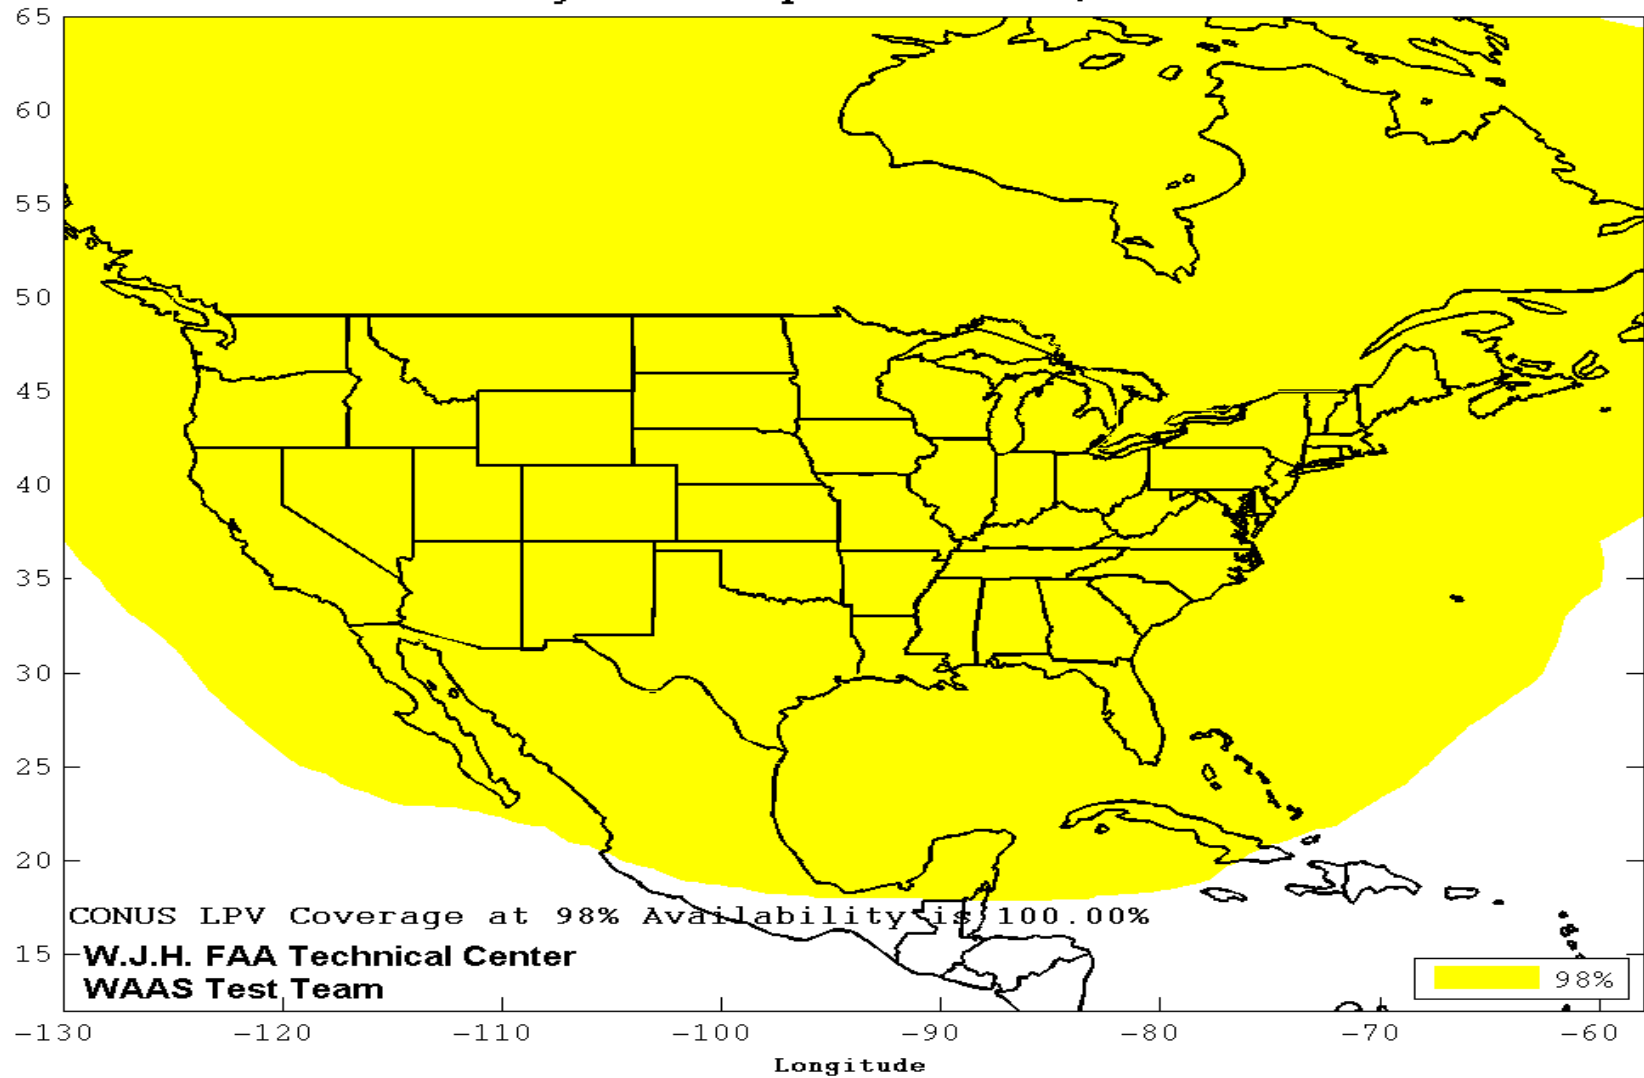 65
60
55
50
45
40
35
30
25
20
15
CONUS LPV Coverage at 98% Availability is 100.00%
W.J.H. FAA Technical Center
WAAS Test Team
98%
-130 -120 -110 -100 -90 -80 -70 -60
Longitude